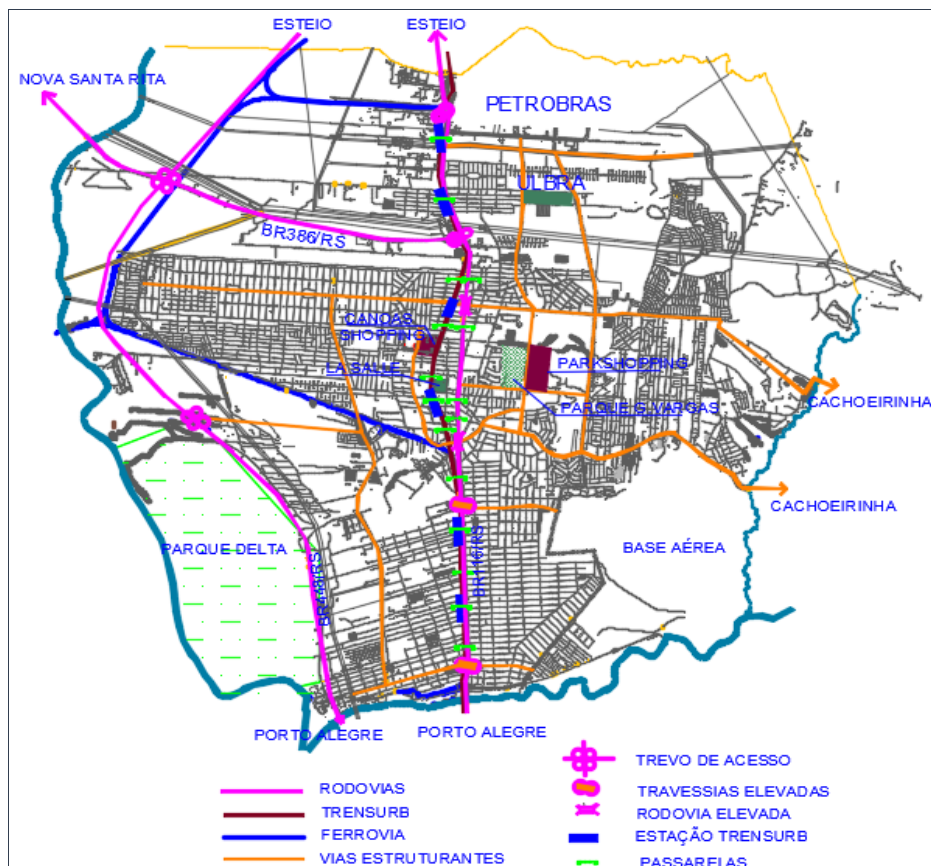 ESTEIO
ESTEIO
NOVA SANTA RITA
PETROBRAS
ULBRA
BR386/RS
CANOAS
SHOPPING
LA SALLE
PARKSHOPPING
PARQUE G.VARGAS
CACHOEIRINHA
CACHOEIRINHA
PARQUE DELTA
BASE AÉREA
BR116/RS
PORTO ALEGRE
PORTO ALEGRE
RODOVIAS
TRENSURB
FERROVIA
VIAS ESTRUTURANTES
TREVO DE ACESSO
TRAVESSIAS ELEVADAS
RODOVIA ELEVADA
ESTAÇÃO TRENSURB
PASSARELAS